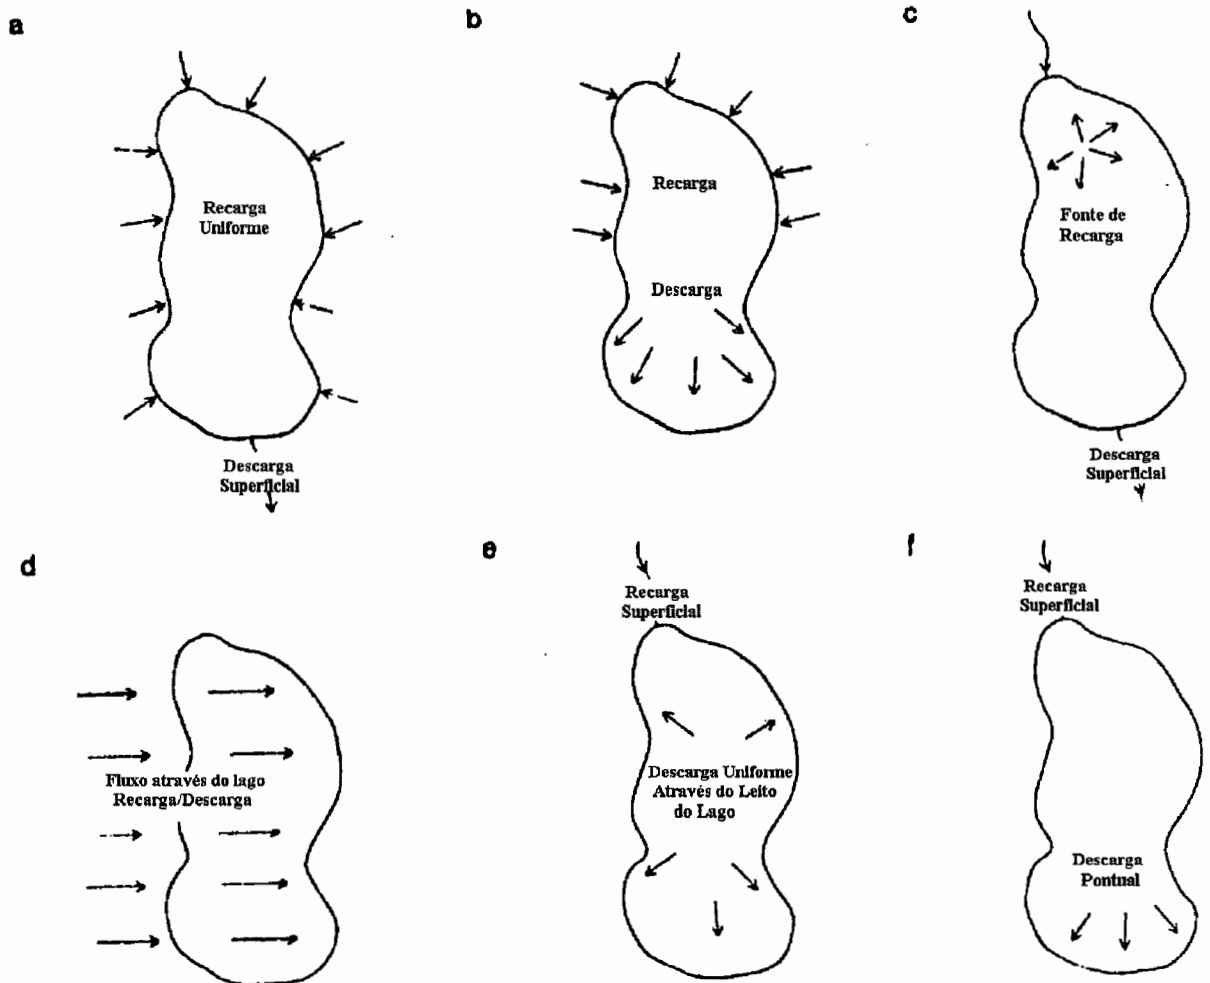 a
b
c
Recarga
Uniforme
Descarga
Superficial
Recarga
Descarga
Fonte de
Recarga
Descarga
Superficial
d
e
f
Fluxo através do lago
Recarga/Descarga
Recarga
Superficial
Descarga Uniforme
Através do Leito
do Lago
Recarga
Superficial
Descarga
Pontual